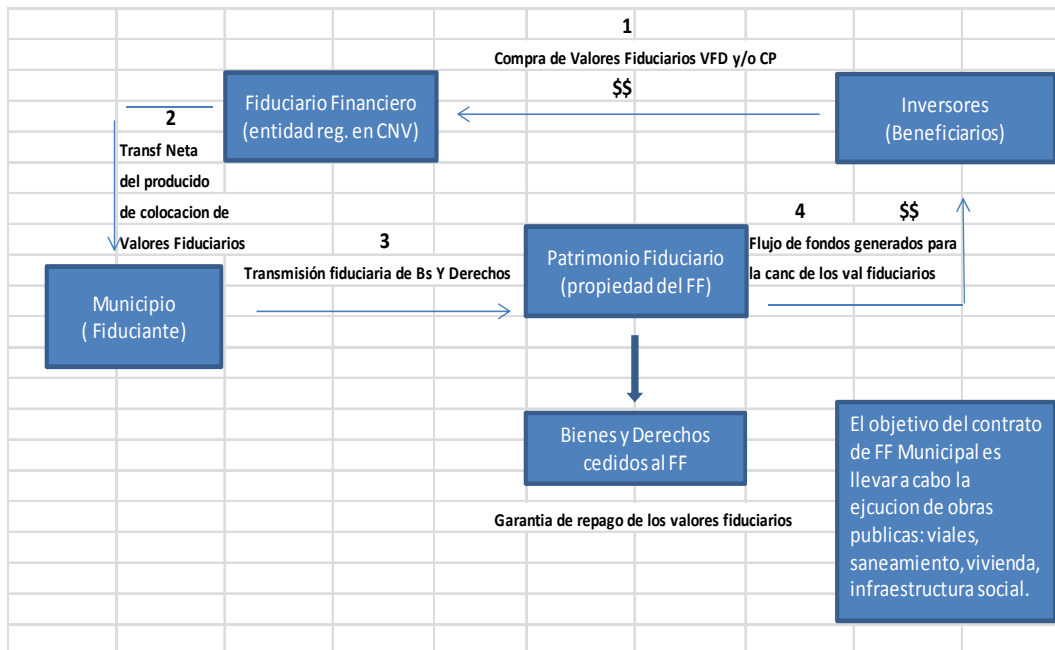 1
Compra de Valores Fiduciarios VFD y/o CP
$$
Fiduciario Financiero
(entidad reg. en CNV)
Inversores
(Beneficiarios)
2
Transf Neta
del producido
de colocacion de
Valores Fiduciarios
3
Transmisión fiduciaria de Bs Y Derechos
Municipio
( Fiduciante)
Patrimonio Fiduciario
(propiedad del FF)
4
$$
Flujo de fondos generados para
la canc de los val fiduciarios
Bienes y Derechos
cedidos al FF
Garantia de repago de los valores fiduciarios
El objetivo del contrato
de FF Municipal es
llevar a cabo la
ejcucion de obras
publicas: viales,
saneamiento, vivienda,
infraestructura social.